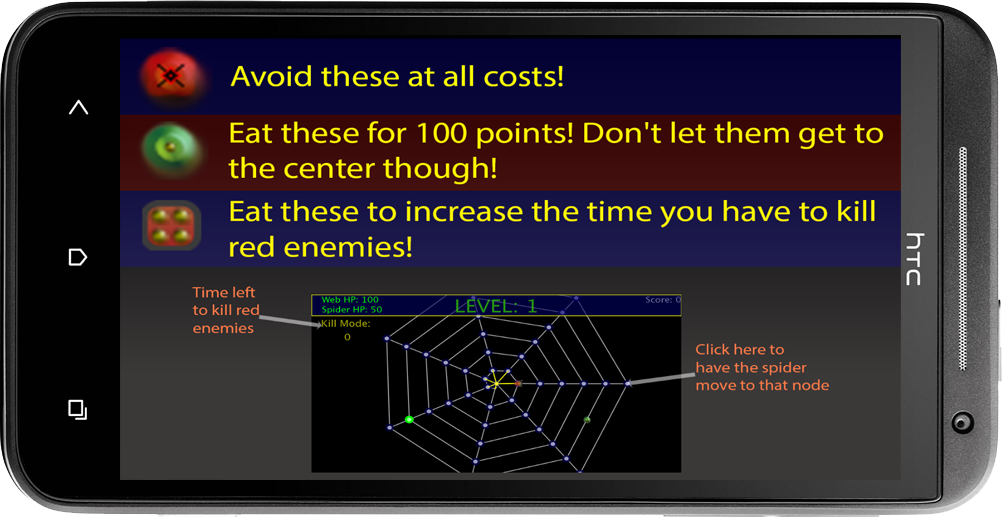 Avoid these at all costs!
Eat these for 100 points! Don't let them get to
the center though!
Eat these to increase the time you have to kill
red enemies!
Time left
to kill red
enemies
Web HP: 100
Spider HP: 50
LEVEL: 1
Score: 0
Kill Mode:
0
Click here to
have the spider
move to that node
hTC